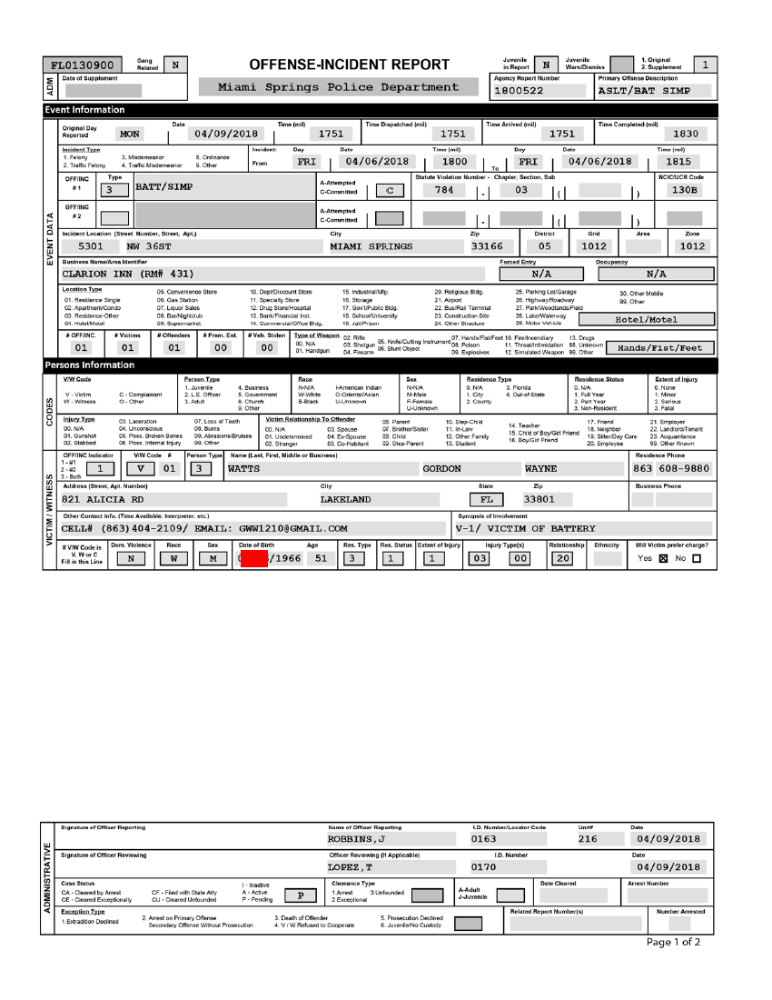 FL0130900 Gang Related N OFFENSE-INCIDENT REPORT Juvenile in Report N Juvenile Warn/Dismiss 1. Original 2. Supplement 1
ADM
Date of Supplement
Miami Springs Police Department
Agency Report Number
1800522
Primary Offense Description
ASLT/BAT SIMP
Event Information
EVENT DATA
Original Day Reported MON Date 04/09/2018 Time (mil) 1751 Time Dispatched (mil) 1751 Time Arrived (mil) 1751 Time Completed (mil) 1830
Incident Type
1. Felony 3. Misdemeanor 5. Ordinance
2. Traffic Felony 4. Traffic Misdemeanor 9. Other
Incident: From Day FRI Date 04/06/2018 Time (mil) 1800 To Day FRI Date 04/06/2018 Time (mil) 1815
OFF/INC # 1 Type 3 BATT/SIMP A-Attempted C-Committed C Statute Violation Number - Chapter, Section, Sub 784 . 03 ( ) NCIC/UCR Code 130B
OFF/ING # 2 A-Attempted C-Committed . ( )
Incident Location (Street Number, Street, Apt.) City Zip District Grid Area Zone
5301 NW 36ST MIAMI SPRINGS 33166 05 1012 1012
Business Name/Area Identifier Forced Entry Occupancy
CLARION INN (RM# 431) N/A N/A
Location Type 05. Convenience Store 10. Dept/Discount Store 15. Industrial/Mfg. 20. Religious Bldg. 25. Parking Lot/Garage 30. Other Mobile
01. Residence Single 06. Gas Station 11. Specialty Store 16. Storage 21. Airport 26. Highway/Roadway 99. Other
02. Apartment/Condo 07. Liquor Sales 12. Drug Store/Hospital 17. Gov't/Public Bldg. 22. Bus/Rail Terminal 27. Park/Woodlands/Field
03. Residence-Other 08. Bar/Nightclub 13. Bank/Financial Inst. 18. School/University 23. Construction Site 28. Lake/Waterway
04. Hotel/Motel 09. Supermarket 14. Commercial/Office Bldg. 19. Jail/Prison 24. Other Structure 29. Motor Vehicle
Hotel/Motel
# OFF/INC. 01 # Victims 01 # Offenders 01 # Prem. Ent. 00 # Veh. Stolen 00
Type of Weapon 02. Rifle 05. Knife/Cutting Instrument 07. Hands/Fist/Feet 10. Fire/Incendiary 13. Drugs
00. N/A 03. Shotgun 06. Blunt Object 08. Poison 11. Threat/Intimidation 88. Unknown
01. Handgun 04. Firearm 09. Explosives 12. Simulated Weapon 99. Other
Hands/Fist/Feet
Persons Information
CODES
V/W Code Person Type Race Sex Residence Type Residence Status Extent of Injury
1. Juvenile 4. Business N-N/A I-American Indian N-N/A 0. N/A 3. Florida 0. N/A 0. None
V - Victim C - Complainant 2. L.E. Officer 5. Government W-White O-Oriental/Asian M-Male 1. City 4. Out-of-State 1. Full Year 1. Minor
W - Witness O - Other 3. Adult 6. Church B-Black U-Unknown F-Female 2. County 2. Part Year 2. Serious
9. Other U-Unknown 3. Non-Resident 3. Fatal
Injury Type 03. Laceration 07. Loss of Teeth Victim Relationship To Offender 06. Parent 10. Step-Child 14. Teacher 17. Friend 21. Employer
00. N/A 04. Unconscious 08. Burns 00. N/A 03. Spouse 07. Brother/Sister 11. In-Law 15. Child of Boy/Girl Friend 18. Neighbor 22. Landlord/Tenant
01. Gunshot 05. Poss. Broken Bones 09. Abrasions/Bruises 01. Undetermined 04. Ex-Spouse 08. Child 12. Other Family 16. Boy/Girl Friend 19. Sitter/Day Care 23. Acquaintance
02. Stabbed 06. Poss. Internal Injury 99. Other 02. Stranger 05. Co-Habitant 09. Step-Parent 13. Student 20. Employee 99. Other Known
VICTIM / WITNESS
OFF/INC Indicator V/W Code # Person Type Name (Last, First, Middle or Business) Residence Phone
1 - #1 2 - #2 3 - Both 1 V 01 3 WATTS GORDON WAYNE 863 608-9880
Address (Street, Apt. Number) City State Zip Business Phone
821 ALICIA RD LAKELAND FL 33801
Other Contact Info. (Time Available, Interpreter, etc.) Synopsis of Involvement
CELL# (863)404-2109/ EMAIL: GWW1210@GMAIL.COM V-1/ VICTIM OF BATTERY
If V/W Code is V, W or C Fill in this Line
Dom. Violence Race Sex Date of Birth Age Res. Type Res. Status Extent of Injury Injury Type(s) Relationship Ethnicity Will Victim prefer charge?
N W M /1966 51 3 1 1 03 00 20 Yes ☒ No ☐
ADMINISTRATIVE
Signature of Officer Reporting Name of Officer Reporting I.D. Number/Locator Code Unit# Date
ROBBINS,J 0163 216 04/09/2018
Signature of Officer Reviewing Officer Reviewing (If Applicable) I.D. Number Date
LOPEZ,T 0170 04/09/2018
Case Status I - Inactive Clearance Type Date Cleared Arrest Number
CA - Cleared by Arrest CF - Filed with State Atty A - Active P 1.Arrest 3.Unfounded A-Adult
CE - Cleared Exceptionally CU - Cleared Unfounded P - Pending 2.Exceptional J-Juvenile
Exception Type 2. Arrest on Primary Offense 3. Death of Offender 5. Prosecution Declined Related Report Number(s) Number Arrested
1.Extradition Declined Secondary Offense Without Prosecution 4. V / W Refused to Cooperate 6. Juvenile/No Custody
Page 1 of 2